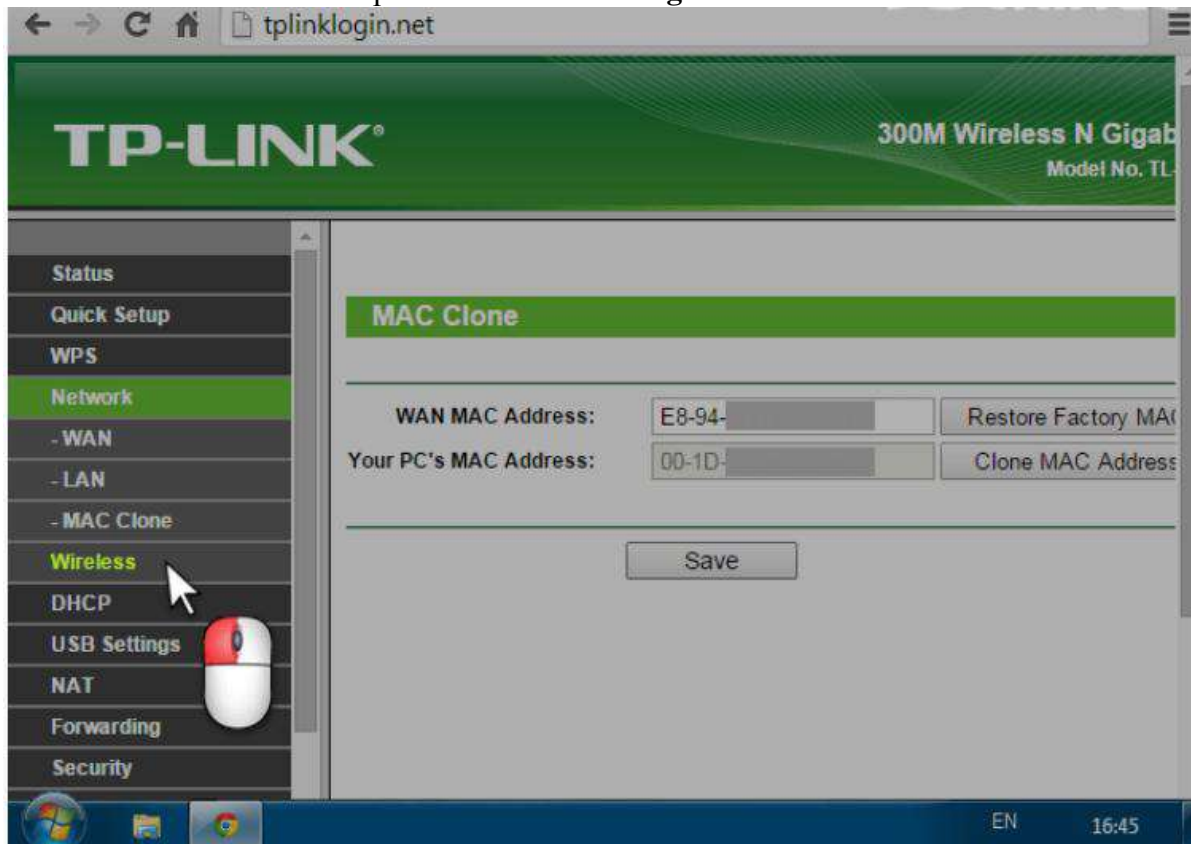 tplinklogin.net
TP-LINK®
300M Wireless N Gigab
Model No. TL-
Status
Quick Setup
WPS
Network
- WAN
- LAN
- MAC Clone
Wireless
DHCP
USB Settings
NAT
Forwarding
Security
MAC Clone
WAN MAC Address: E8-94- Restore Factory MA
Your PC's MAC Address: 00-1D- Clone MAC Address
Save
EN 16:45